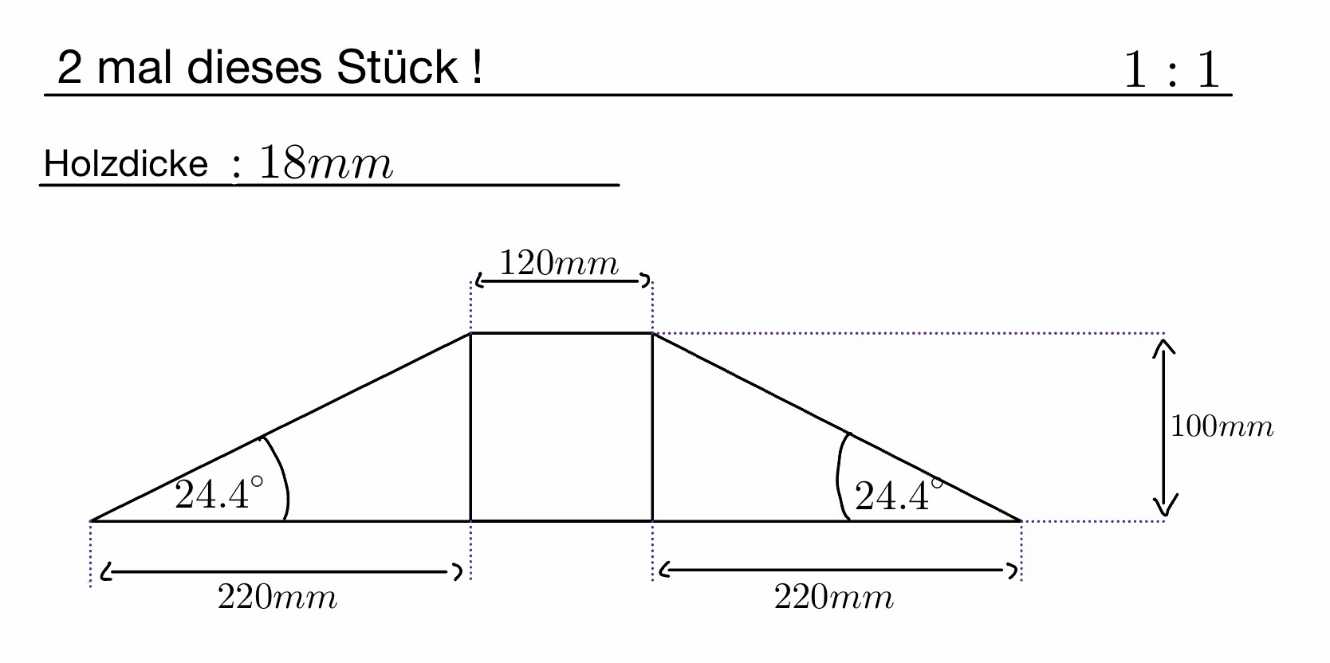 2 mal dieses Stück ! 1 : 1
Holzdicke : 18mm
120mm
100mm
24.4° 24.4°
220mm 220mm